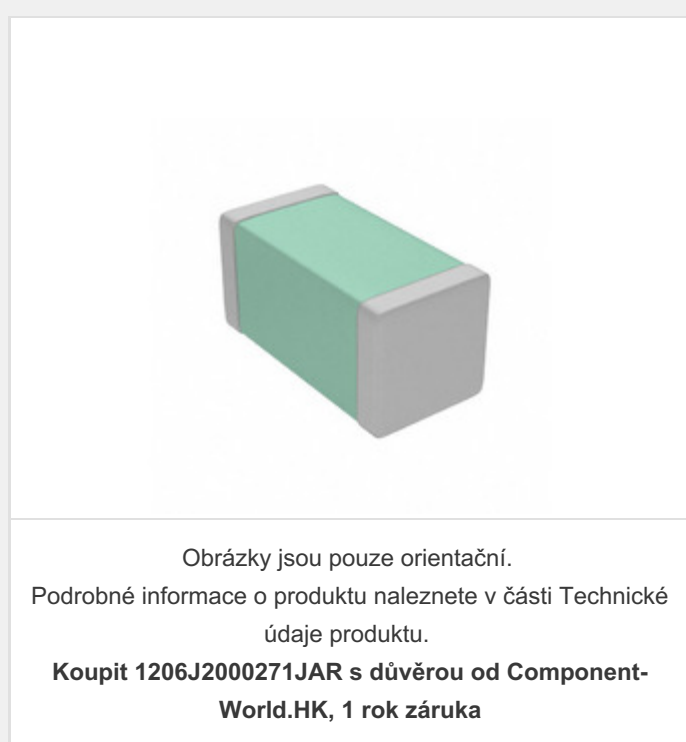 Obrázky jsou pouze orientační.
Podrobné informace o produktu naleznete v části Technické
údaje produktu.
Koupit 1206J2000271JAR s důvěrou od Component-
World.HK, 1 rok záruka